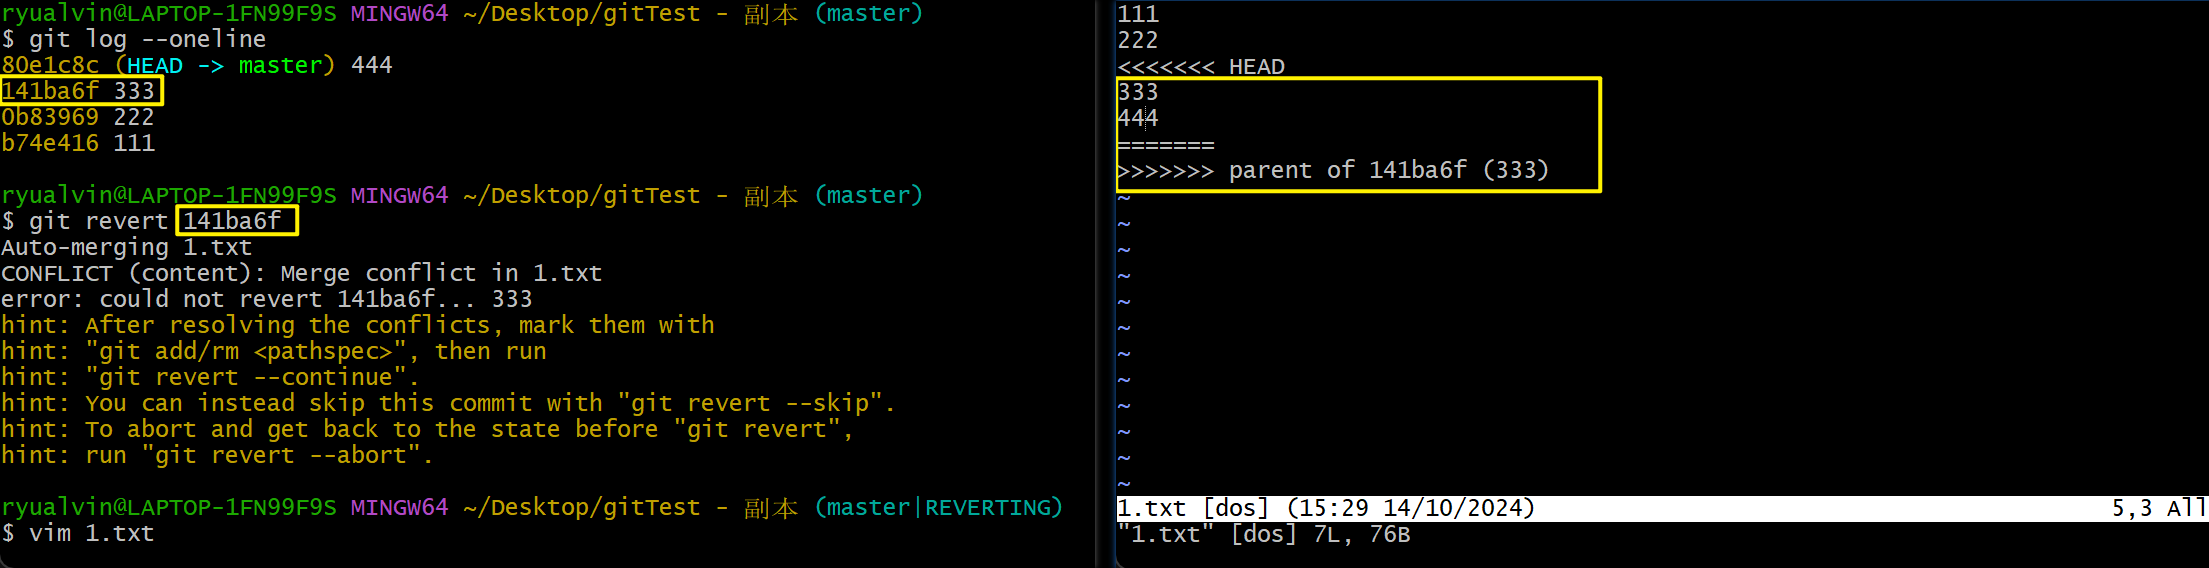 ryualvin@LAPTOP-1FN99F9S MINGW64 ~/Desktop/gitTest - 副本 (master)
$ git log --oneline
80e1c8c (HEAD -> master) 444
141ba6f 333
0b83969 222
b74e416 111
ryualvin@LAPTOP-1FN99F9S MINGW64 ~/Desktop/gitTest - 副本 (master)
$ git revert 141ba6f
Auto-merging 1.txt
CONFLICT (content): Merge conflict in 1.txt
error: could not revert 141ba6f... 333
hint: After resolving the conflicts, mark them with
hint: "git add/rm <pathspec>", then run
hint: "git revert --continue".
hint: You can instead skip this commit with "git revert --skip".
hint: To abort and get back to the state before "git revert",
hint: run "git revert --abort".
ryualvin@LAPTOP-1FN99F9S MINGW64 ~/Desktop/gitTest - 副本 (master|REVERTING)
$ vim 1.txt
111
222
<<<<<<< HEAD
333
444
=======
>>>>>>> parent of 141ba6f (333)
~
~
~
~
~
~
~
~
~
~
~
~
1.txt [dos] (15:29 14/10/2024) 5,3 All
"1.txt" [dos] 7L, 76B